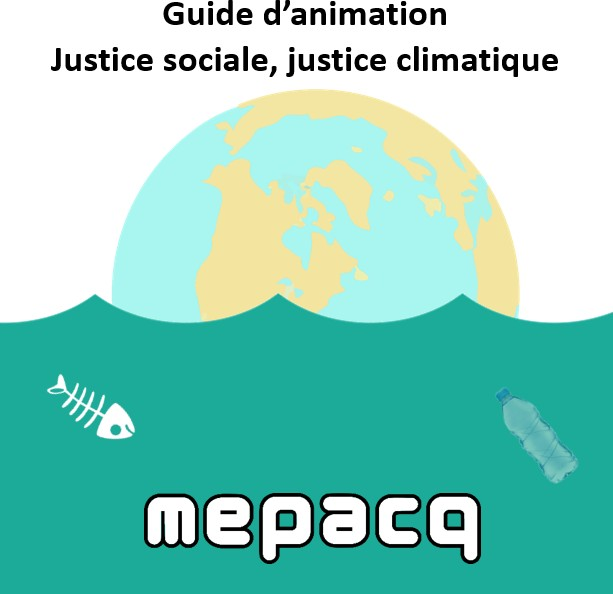 Guide d’animation
Justice sociale, justice climatique
mepacq